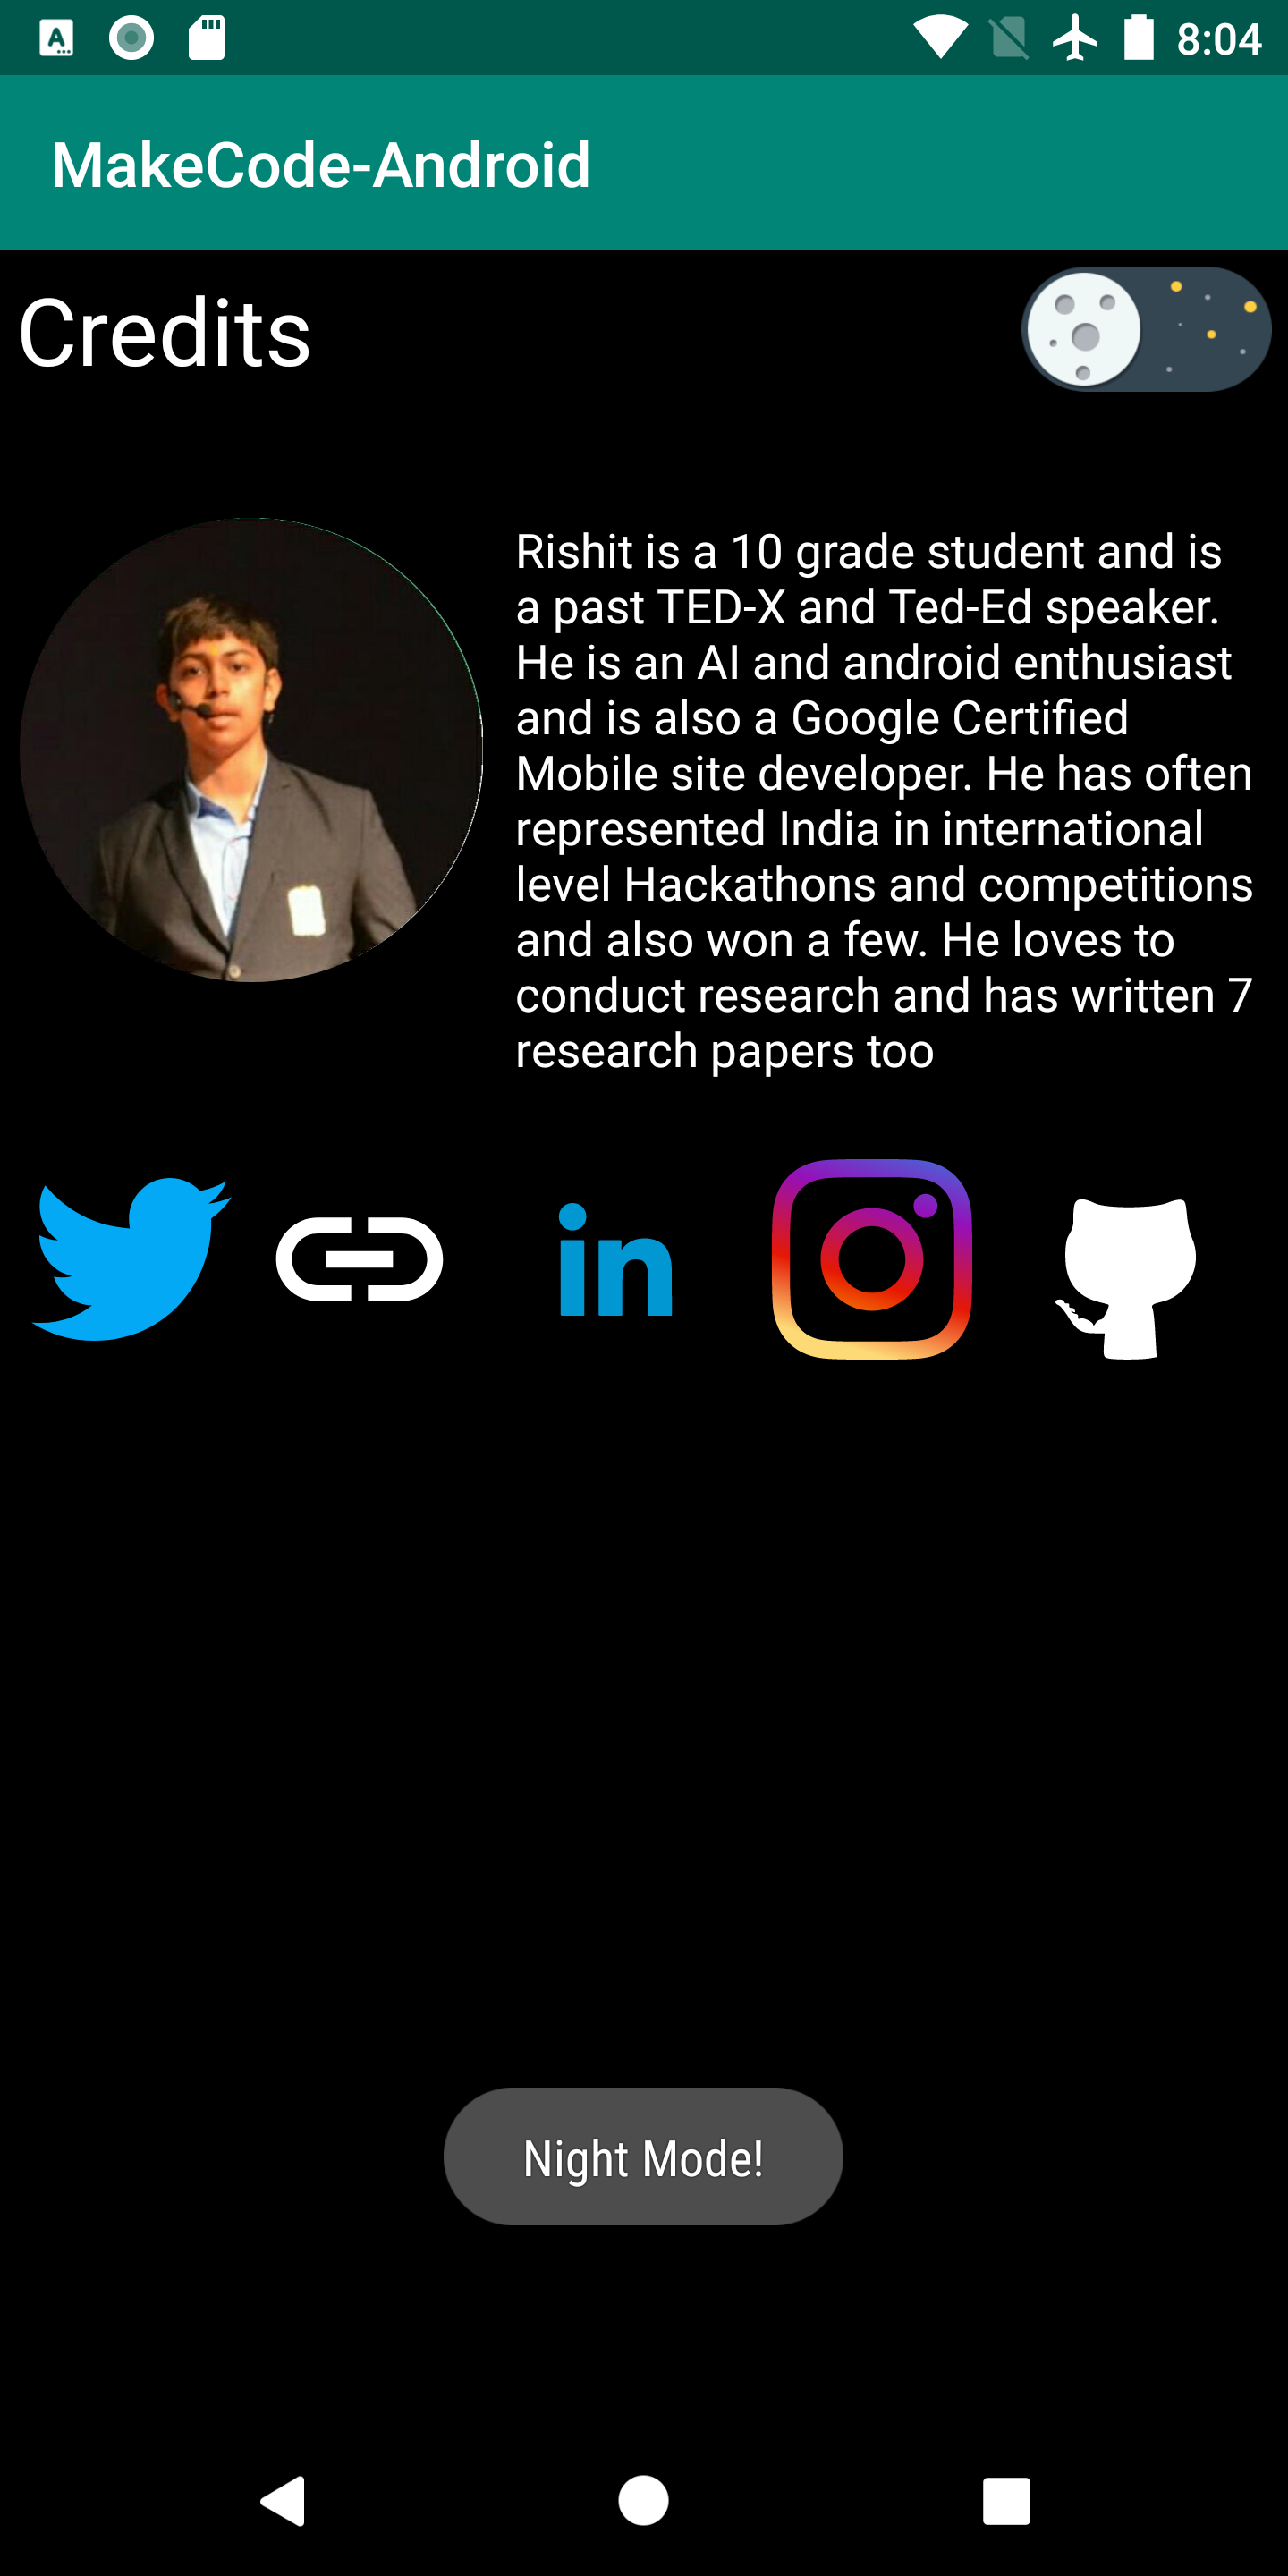 8:04
MakeCode-Android
Credits
Rishit is a 10 grade student and is
a past TED-X and Ted-Ed speaker.
He is an AI and android enthusiast
and is also a Google Certified
Mobile site developer. He has often
represented India in international
level Hackathons and competitions
and also won a few. He loves to
conduct research and has written 7
research papers too
in
Night Mode!